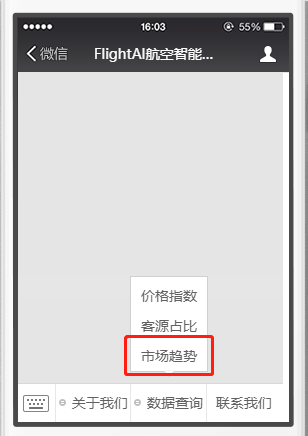 16:03
55%
微信
FlightAI航空智能...
价格指数
客源占比
市场趋势
关于我们
数据查询
联系我们